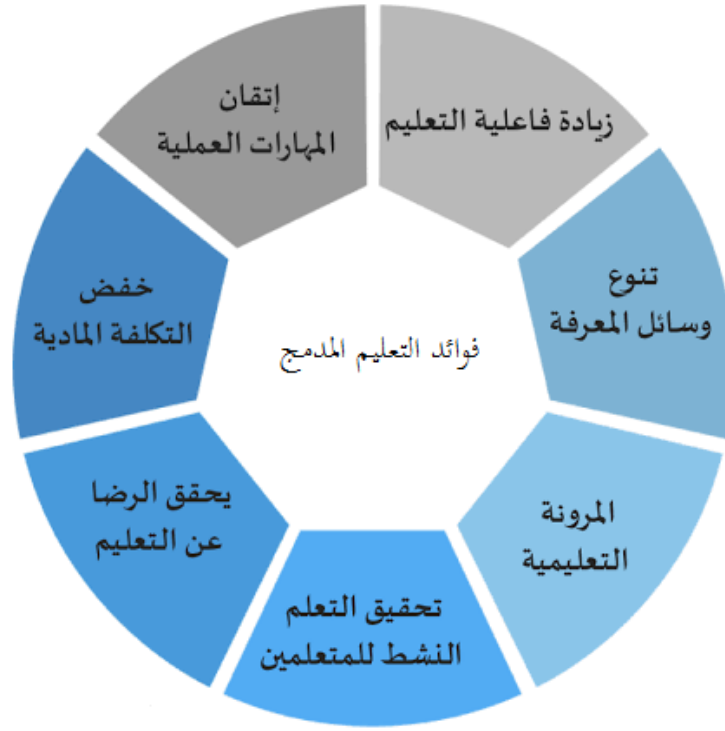 فوائد التعليم المدمج
زيادة فاعلية التعليم
تنوع
وسائل المعرفة
المرونة
التعليمية
تحقيق التعلم
النشط للمتعلمين
يحقق الرضا
عن التعليم
خفض
التكلفة المادية
إتقان
المهارات العملية